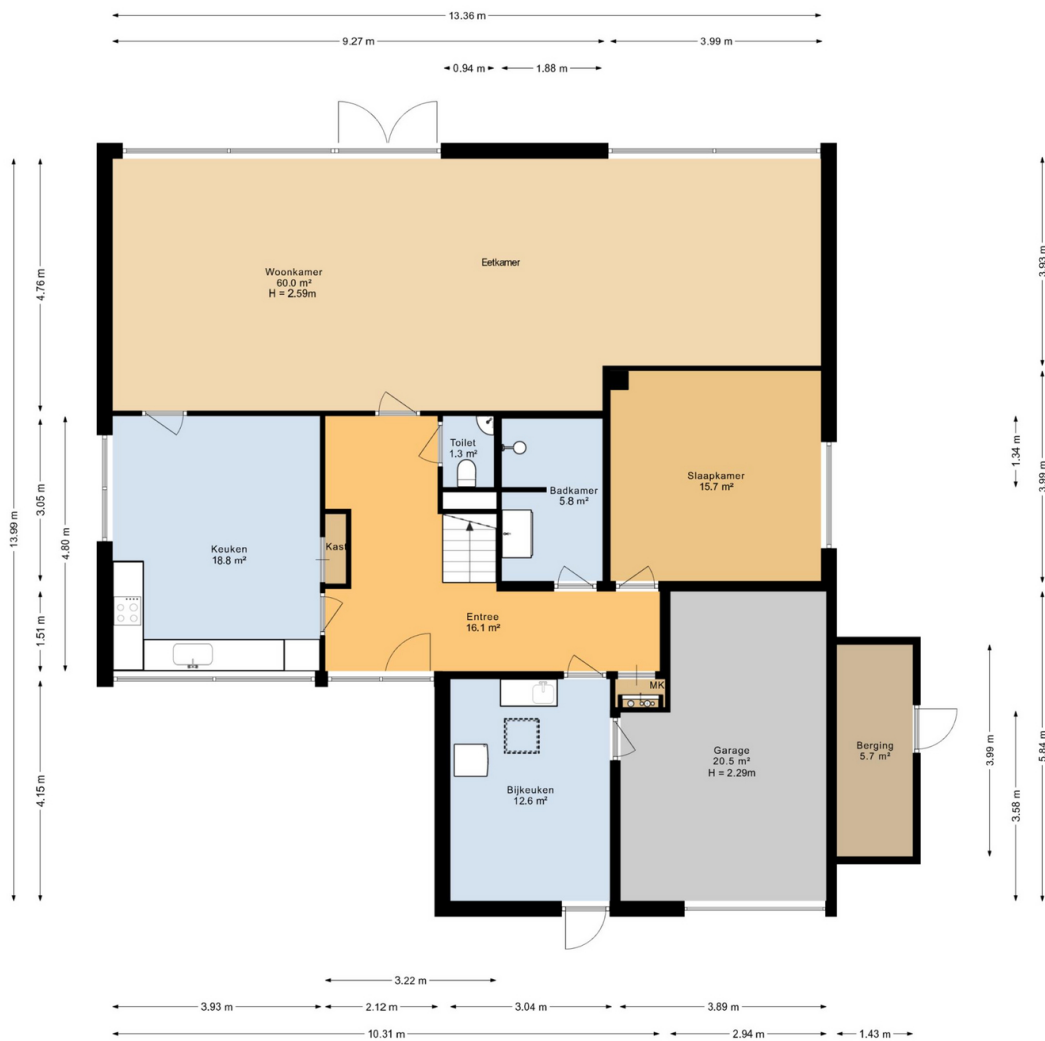 13.36 m
9.27 m
3.99 m
0.94 m
1.88 m
Woonkamer
60.0 m²
H = 2.59m
Eetkamer
4.76 m
3.93 m
13.99 m
3.05 m
4.80 m
1.51 m
4.15 m
Toilet
1.3 m²
Badkamer
5.8 m²
Slaapkamer
15.7 m²
1.34 m
3.99 m
Keuken
18.8 m²
Kast
Entree
16.1 m²
MK
Bijkeuken
12.6 m²
Garage
20.5 m²
H = 2.29m
Berging
5.7 m²
3.99 m
3.58 m
5.84 m
3.22 m
3.93 m
2.12 m
3.04 m
3.89 m
10.31 m
2.94 m
1.43 m